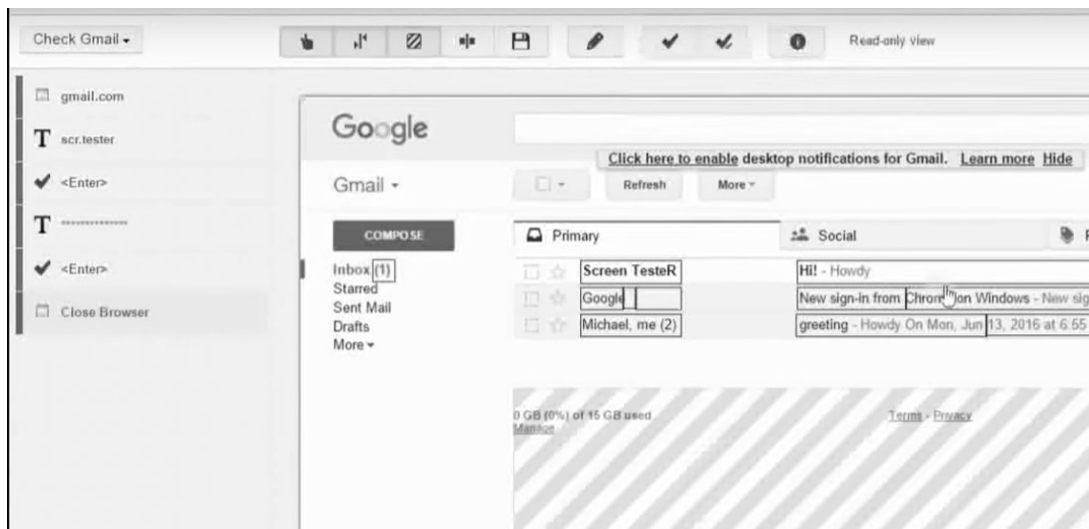 Check Gmail
Read-only view
gmail.com
scr.tester
<Enter>
--------------
<Enter>
Close Browser
Google
Click here to enable desktop notifications for Gmail. Learn more Hide
Gmail
Refresh
More
COMPOSE
Primary
Social
Inbox (1)
Starred
Sent Mail
Drafts
More
Screen TesteR
Hi! - Howdy
Google
New sign-in from Chrome on Windows - New sig
Michael, me (2)
greeting - Howdy On Mon, Jun 13, 2016 at 6:55
0 GB (0%) of 15 GB used
Manage
Terms - Privacy